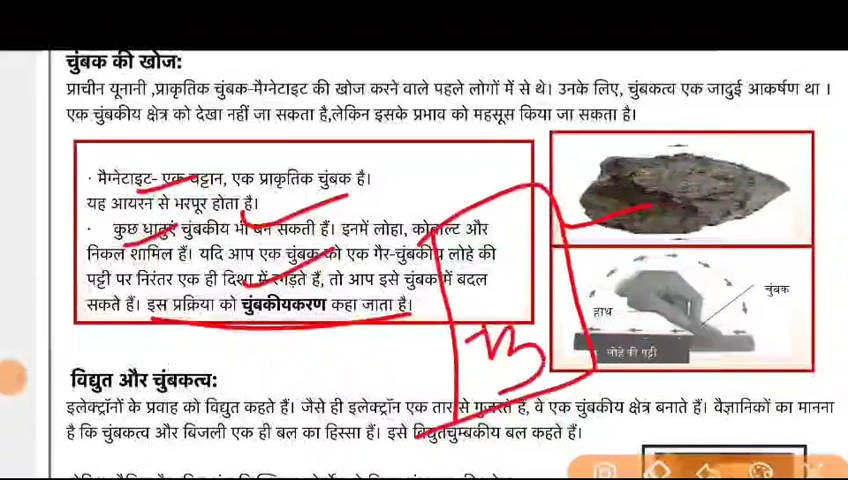 चुंबक की खोज:
प्राचीन यूनानी ,प्राकृतिक चुंबक-मैग्नेटाइट की खोज करने वाले पहले लोगों में से थे। उनके लिए, चुंबकत्व एक जादुई आकर्षण था ।
एक चुंबकीय क्षेत्र को देखा नहीं जा सकता है,लेकिन इसके प्रभाव को महसूस किया जा सकता है।
· मैग्नेटाइट- एक चट्टान, एक प्राकृतिक चुंबक है।
यह आयरन से भरपूर होता है।
· कुछ धातुएं चुंबकीय भी बन सकती हैं। इनमें लोहा, कोबाल्ट और
निकल शामिल हैं। यदि आप एक चुंबक को एक गैर-चुंबकीय लोहे की
पट्टी पर निरंतर एक ही दिशा में रगड़ते हैं, तो आप इसे चुंबक में बदल
सकते हैं। इस प्रक्रिया को चुंबकीयकरण कहा जाता है।
चुंबक
हाथ
लोहे की पट्टी
विद्युत और चुंबकत्व:
इलेक्ट्रॉनों के प्रवाह को विद्युत कहते हैं। जैसे ही इलेक्ट्रॉन एक तार से गुजरते हैं, वे एक चुंबकीय क्षेत्र बनाते हैं। वैज्ञानिकों का मानना
है कि चुंबकत्व और बिजली एक ही बल का हिस्सा हैं। इसे विद्युतचुम्बकीय बल कहते हैं।